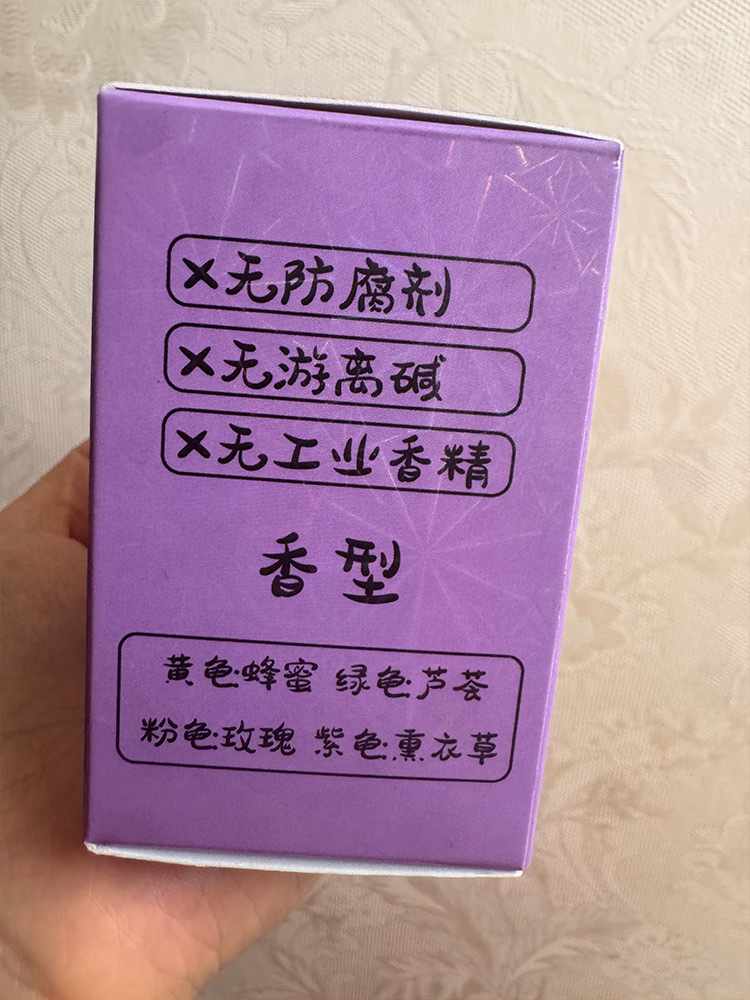 ×无防腐剂
×无游离碱
×无工业香精
香型
黄色·蜂蜜 绿色·芦荟
粉色·玫瑰 紫色·熏衣草